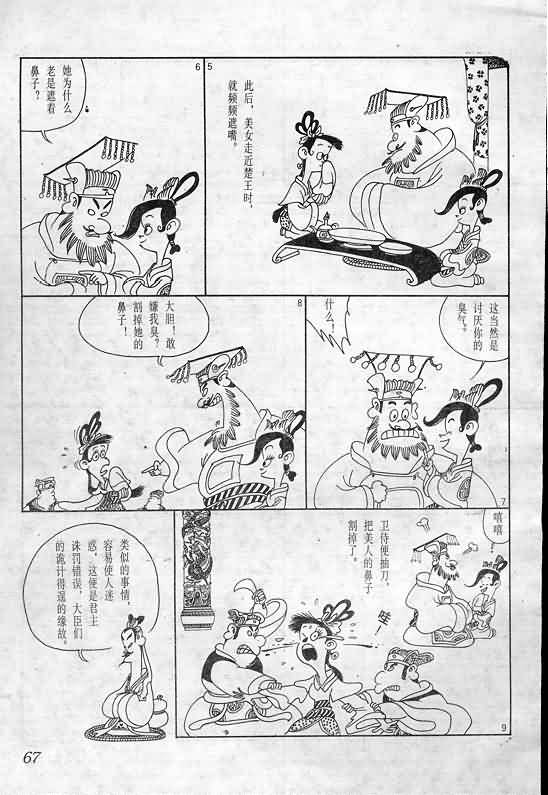 5
此后，美女走近楚王时，
就频频遮嘴。
6
她为什么
老是遮着
鼻子？
7
这当然是
讨厌你的
臭气。
什么！
8
大胆！敢
嫌我臭？
割掉她的
鼻子！
9
嘻嘻！
卫侍便抽刀，
把美人的鼻子
割掉了。
哇！
类似的事情，
容易使人迷
惑，这便是君主
诛罚错误，大臣们
的诡计得逞的缘故。
67